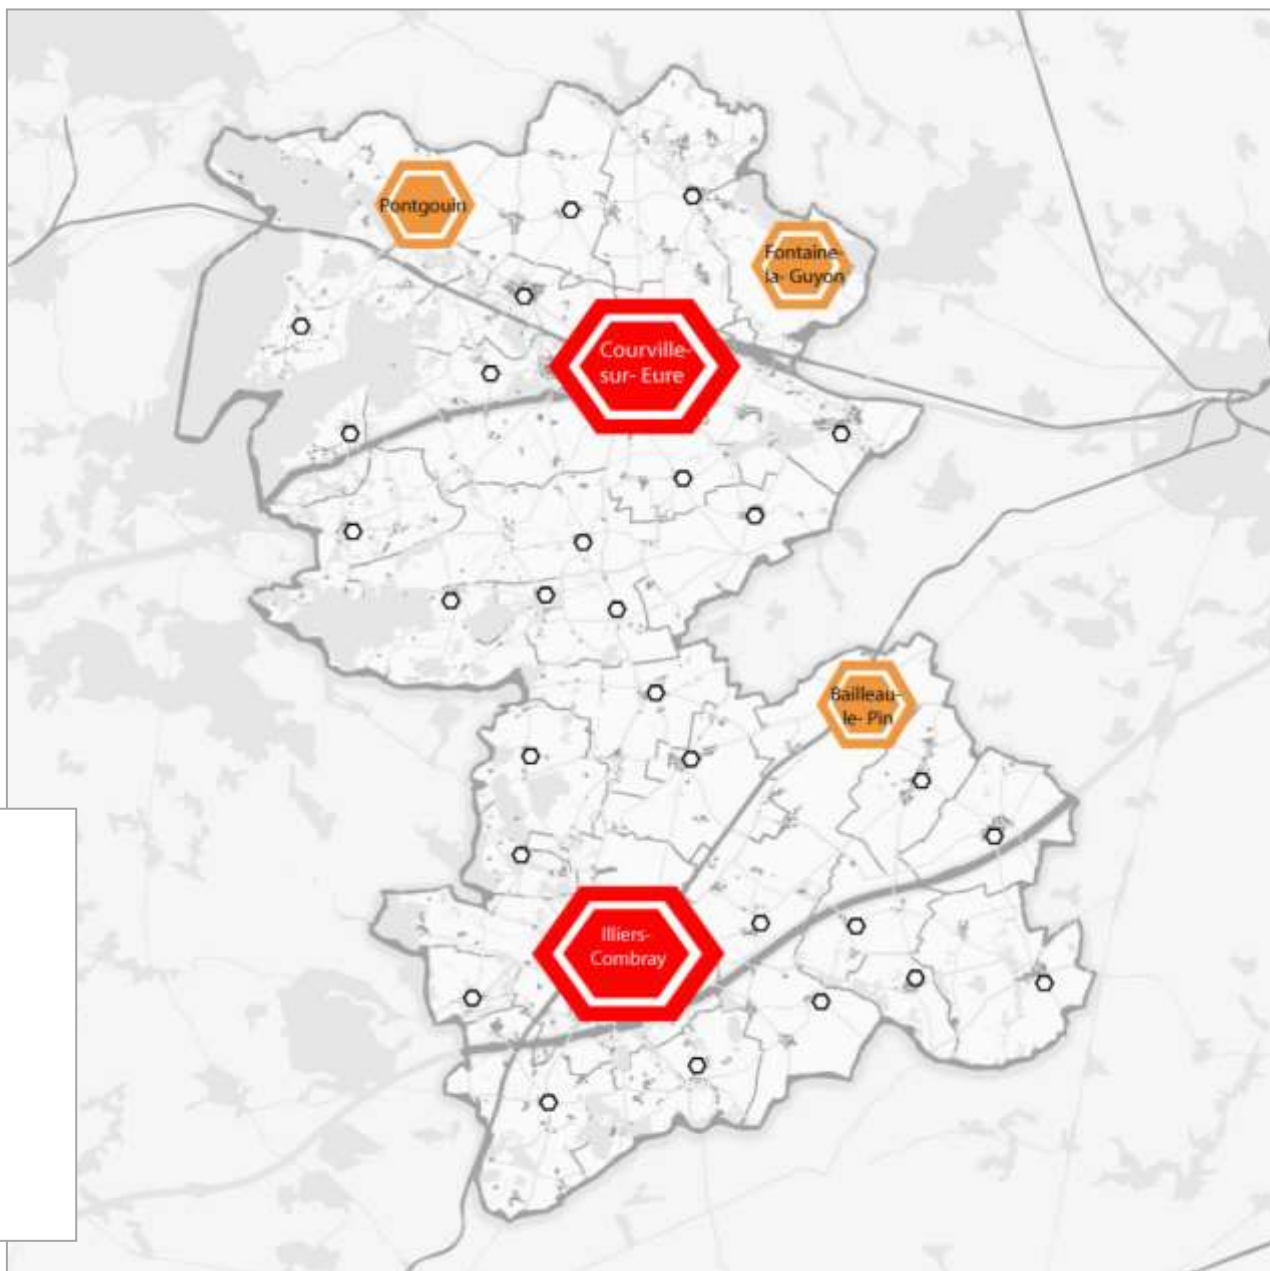 Pontgouin
Fontaine-
la- Guyon
Courville-
sur- Eure
Bailleau-
le- Pin
Illiers-
Combray